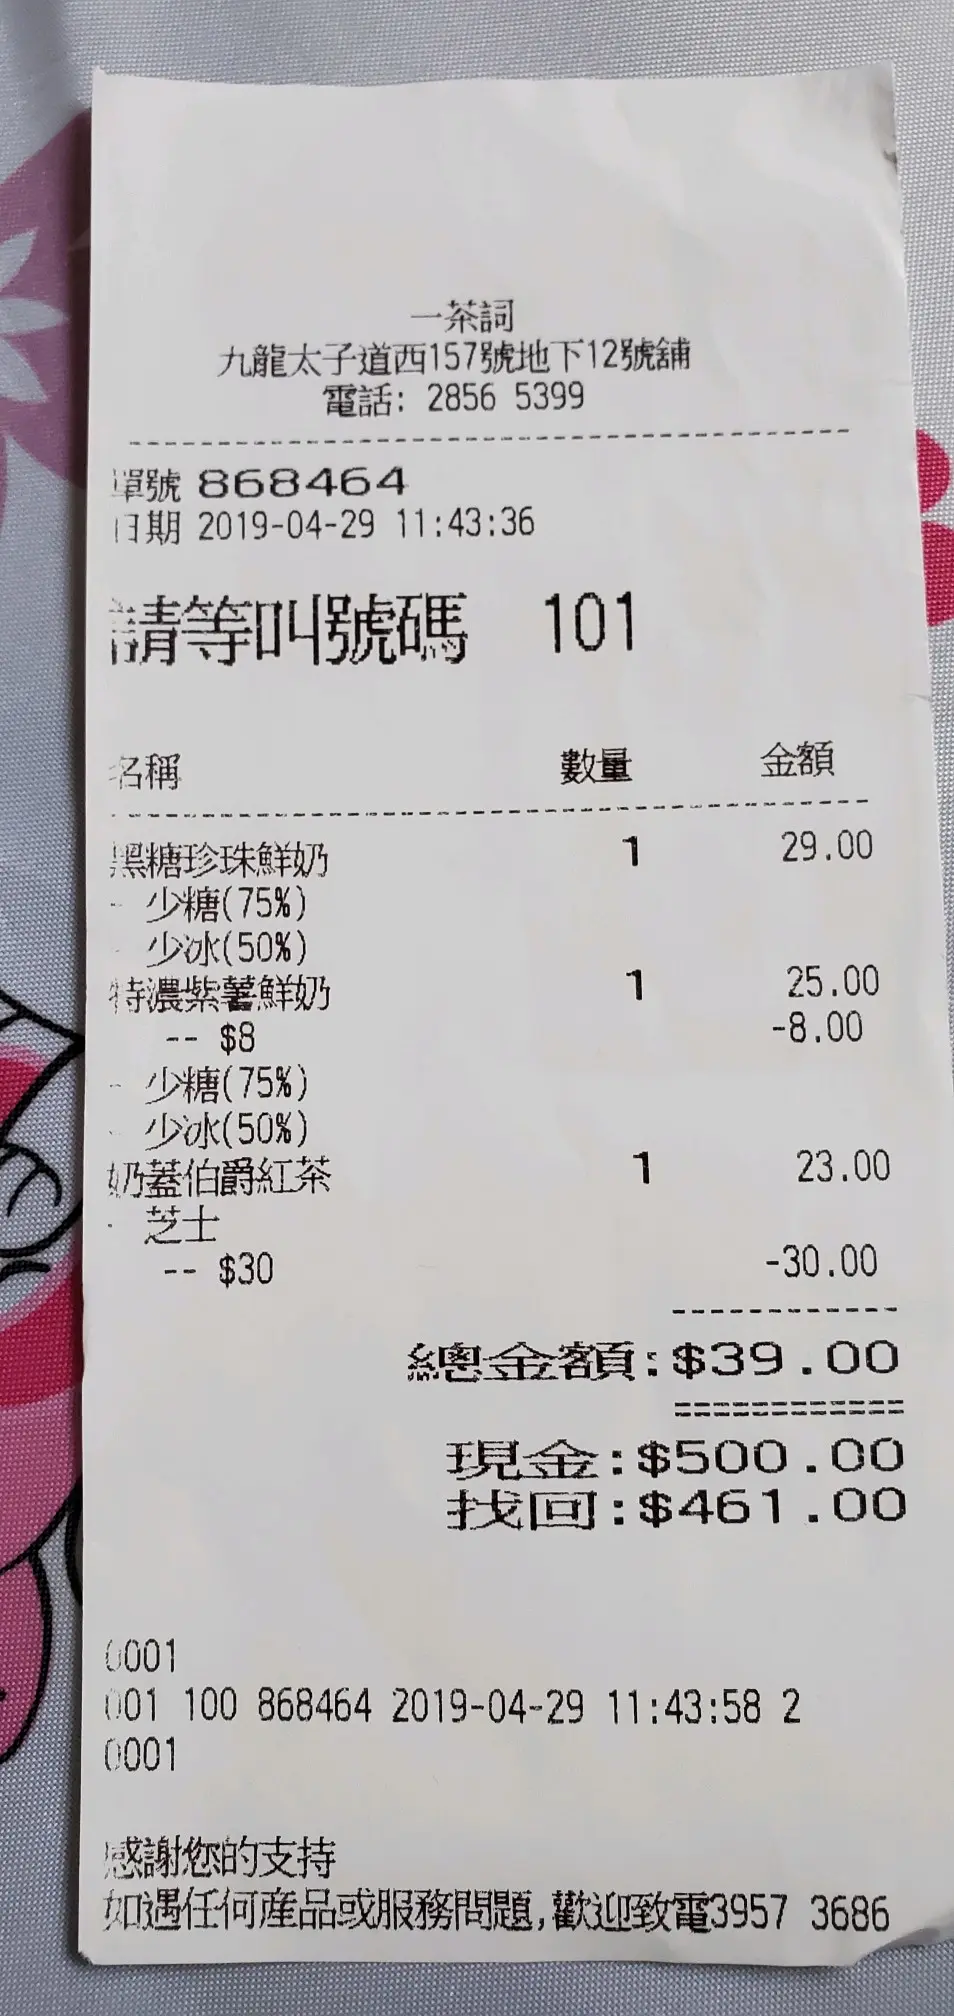 一茶詞
九龍太子道西157號地下12號舖
電話: 2856 5399
單號 868464
日期 2019-04-29 11:43:36
請等叫號碼 101
名稱 數量 金額
黑糖珍珠鮮奶 1 29.00
- 少糖(75%)
- 少冰(50%)
特濃紫薯鮮奶 1 25.00
-- $8 -8.00
- 少糖(75%)
- 少冰(50%)
奶蓋伯爵紅茶 1 23.00
- 芝士
-- $30 -30.00
總金額:$39.00
現金:$500.00
找回:$461.00
0001
001 100 868464 2019-04-29 11:43:58 2
0001
感謝您的支持
如遇任何產品或服務問題,歡迎致電3957 3686